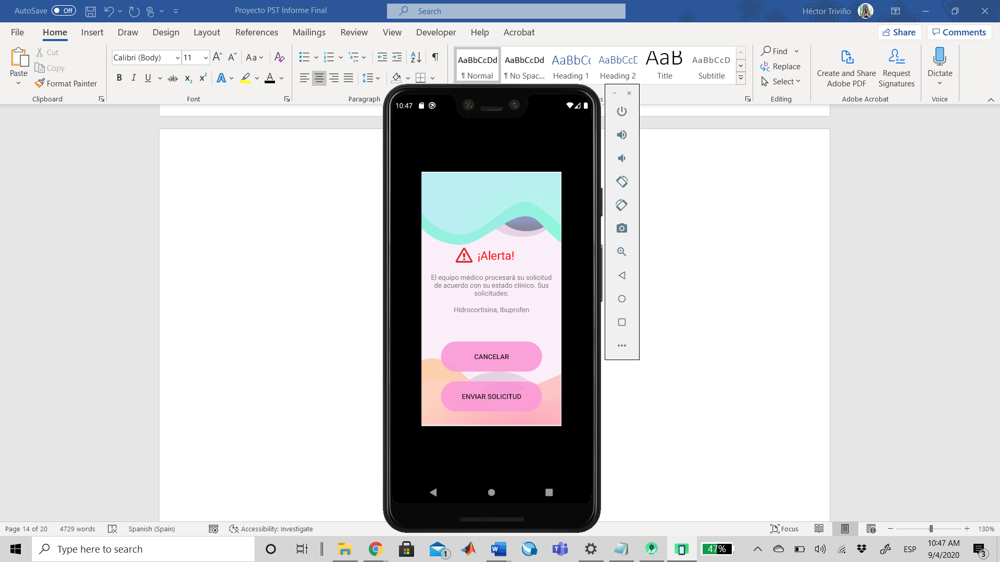 AutoSave Off
Proyecto PST Informe Final
Search
Héctor Triviño
File Home Insert Draw Design Layout References Mailings Review View Developer Help Acrobat
Share Comments
Paste
Cut
Copy
Format Painter
Clipboard
Calibri (Body) 11
Font
Paragraph
AaBbCcDd
¶ Normal
AaBbCcDd
¶ No Spac...
AaBbC
Heading 1
AaBbCcD
Heading 2
AaB
Title
AaBbCcD
Subtitle
Find
Replace
Select
Editing
Create and Share
Adobe PDF
Request
Signatures
Adobe Acrobat
Dictate
Voice
10:47
¡Alerta!
El equipo médico procesará su solicitud
de acuerdo con su estado clínico. Sus
solicitudes:
Hidrocortisina, Ibuprofen
CANCELAR
ENVIAR SOLICITUD
Page 14 of 20 4729 words Spanish (Spain) Accessibility: Investigate
Focus 130%
Type here to search
1
47%
ESP
10:47 AM
9/4/2020
3